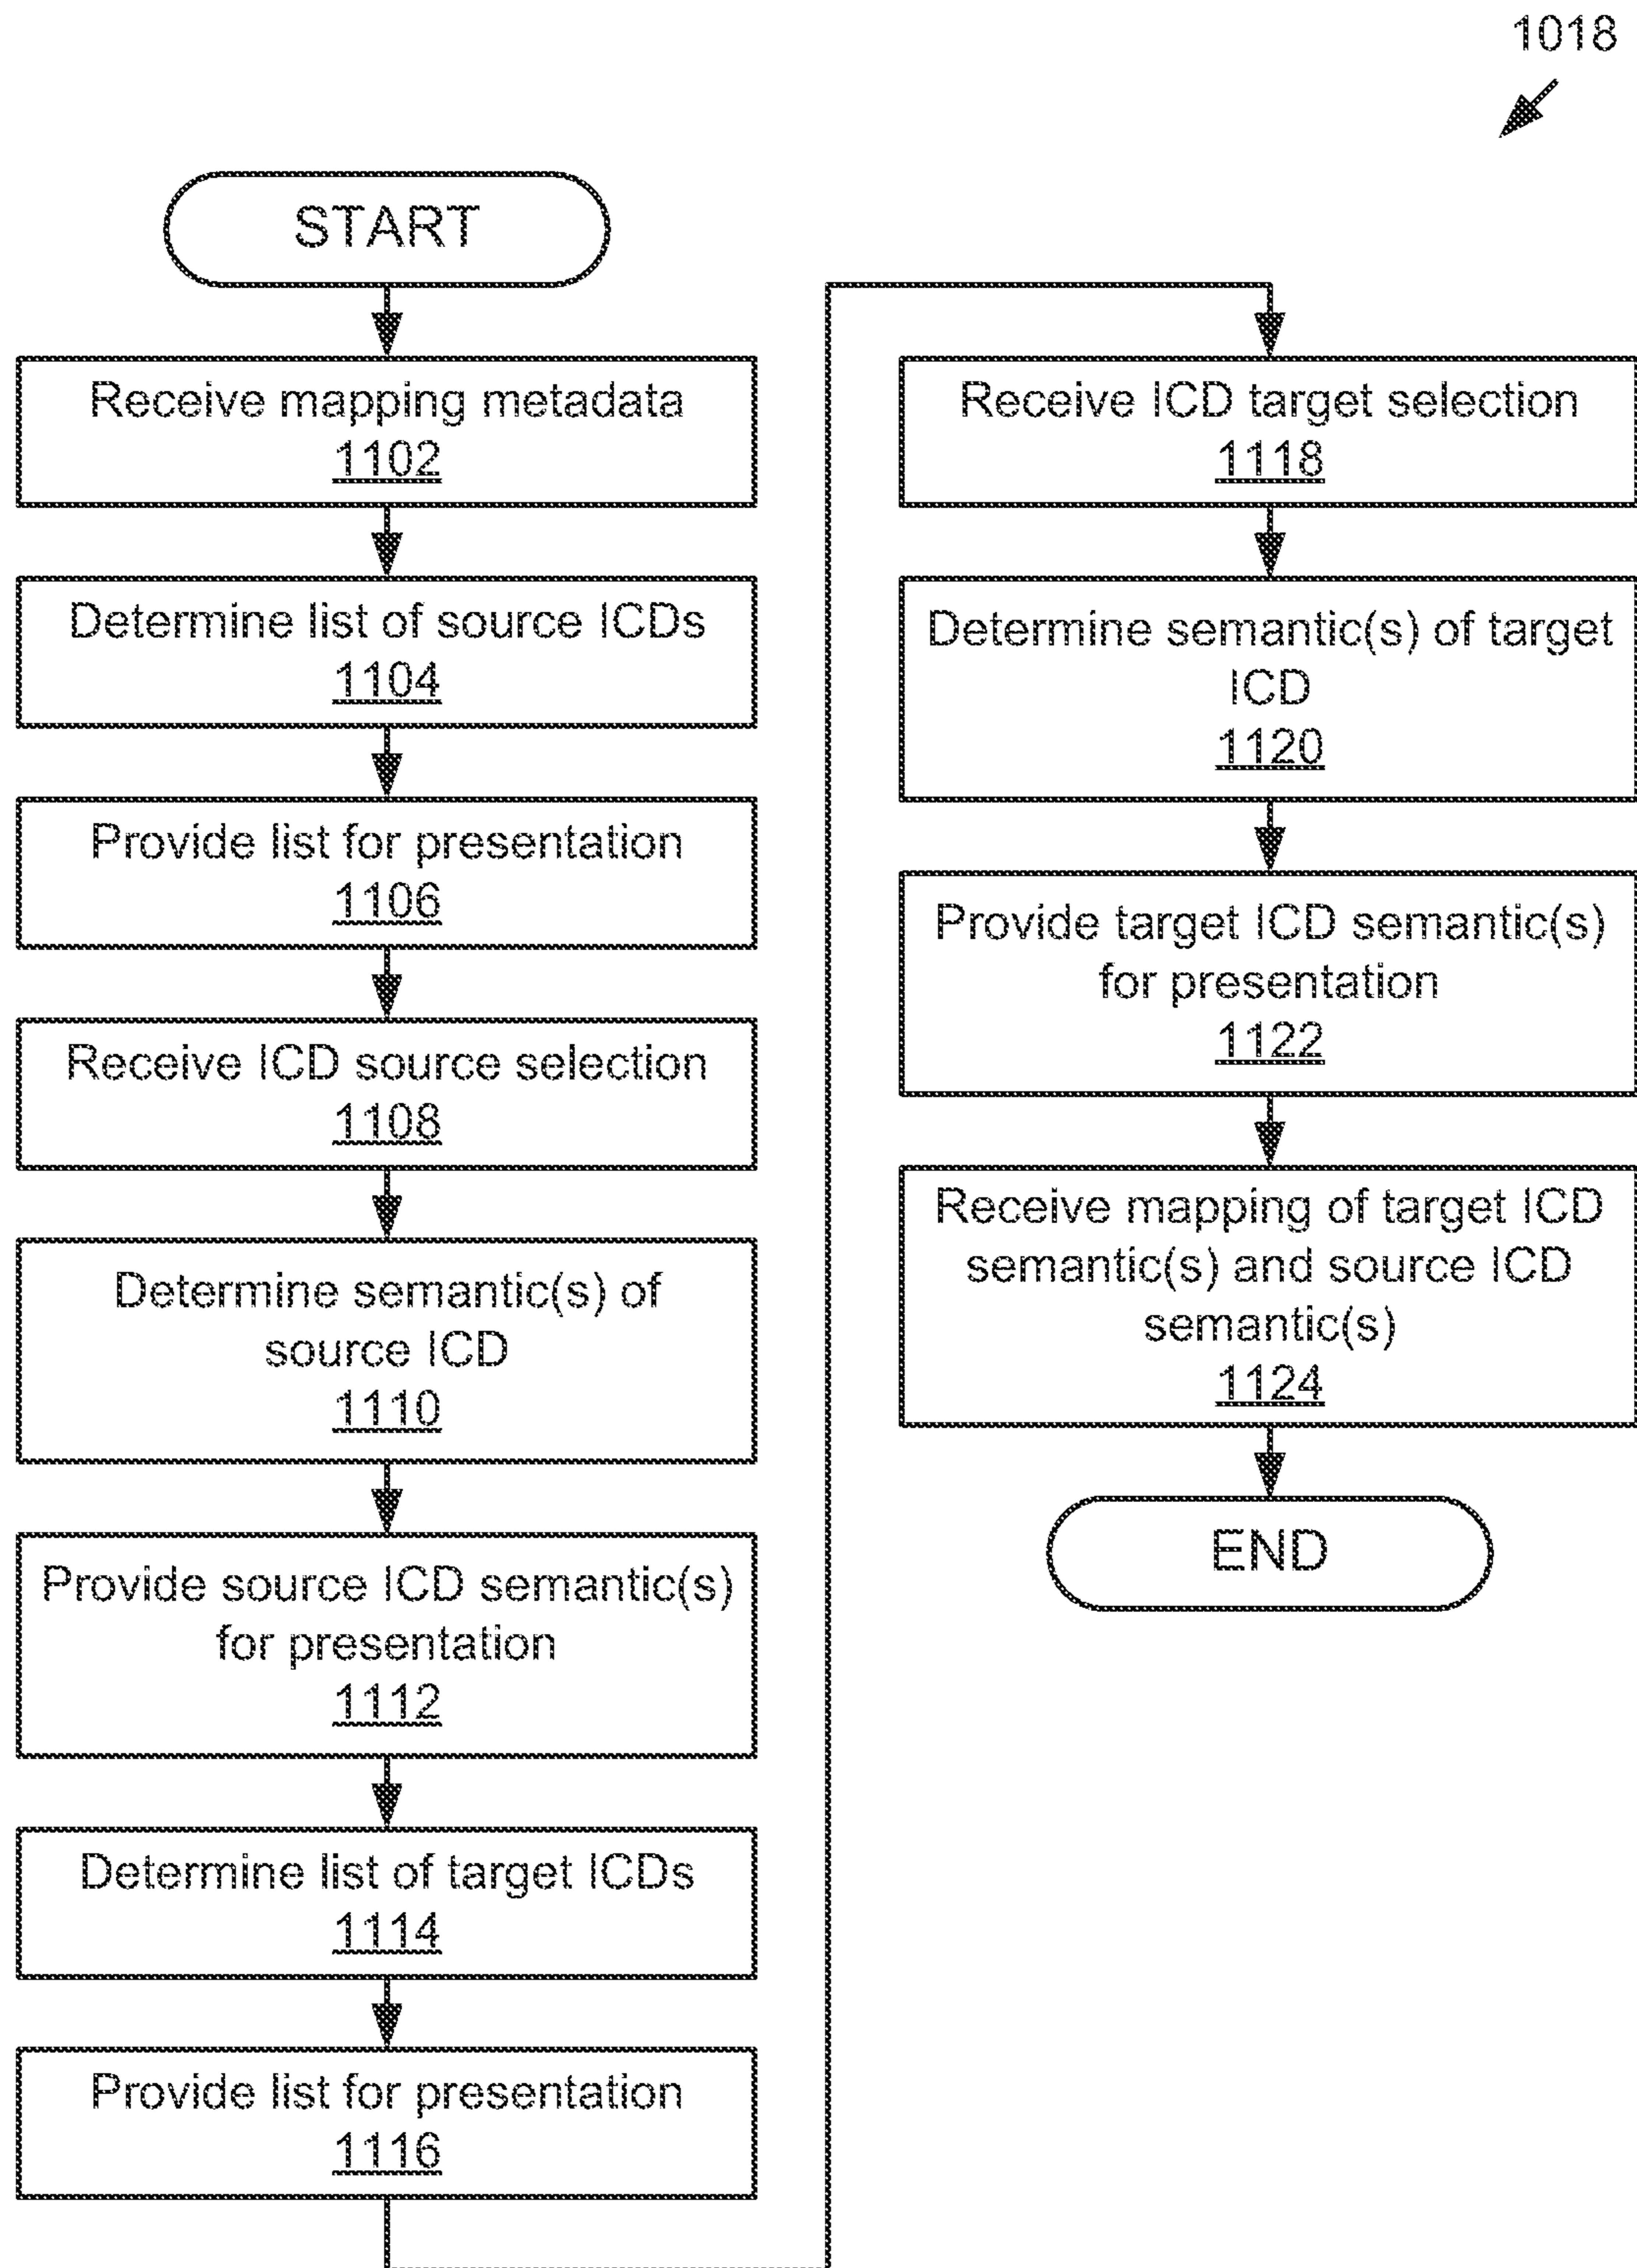 1018
START
Receive mapping metadata
1102
Determine list of source ICDs
1104
Provide list for presentation
1106
Receive ICD source selection
1108
Determine semantic(s) of
source ICD
1110
Provide source ICD semantic(s)
for presentation
1112
Determine list of target ICDs
1114
Provide list for presentation
1116
Receive ICD target selection
1118
Determine semantic(s) of target
ICD
1120
Provide target ICD semantic(s)
for presentation
1122
Receive mapping of target ICD
semantic(s) and source ICD
semantic(s)
1124
END